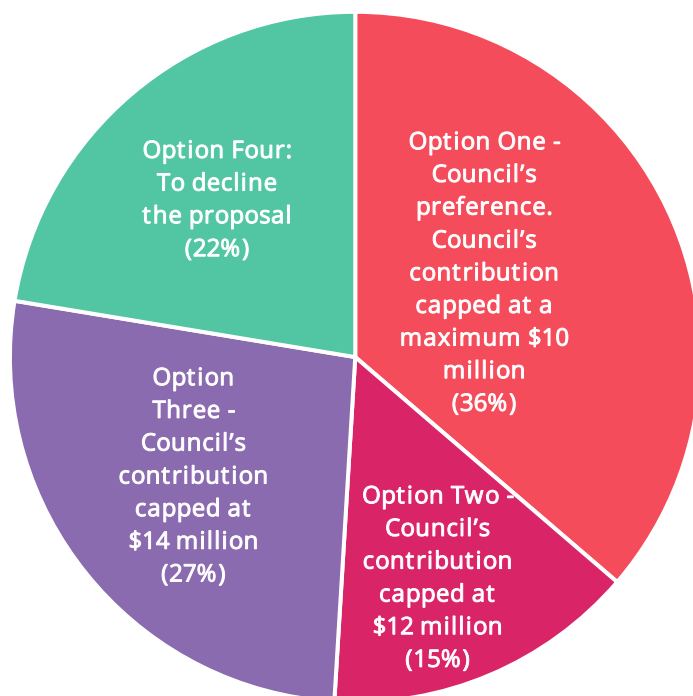 Option One -
Council’s
preference.
Council’s
contribution
capped at a
maximum $10
million
(36%)
Option Two -
Council’s
contribution
capped at
$12 million
(15%)
Option
Three -
Council’s
contribution
capped at
$14 million
(27%)
Option Four:
To decline
the proposal
(22%)